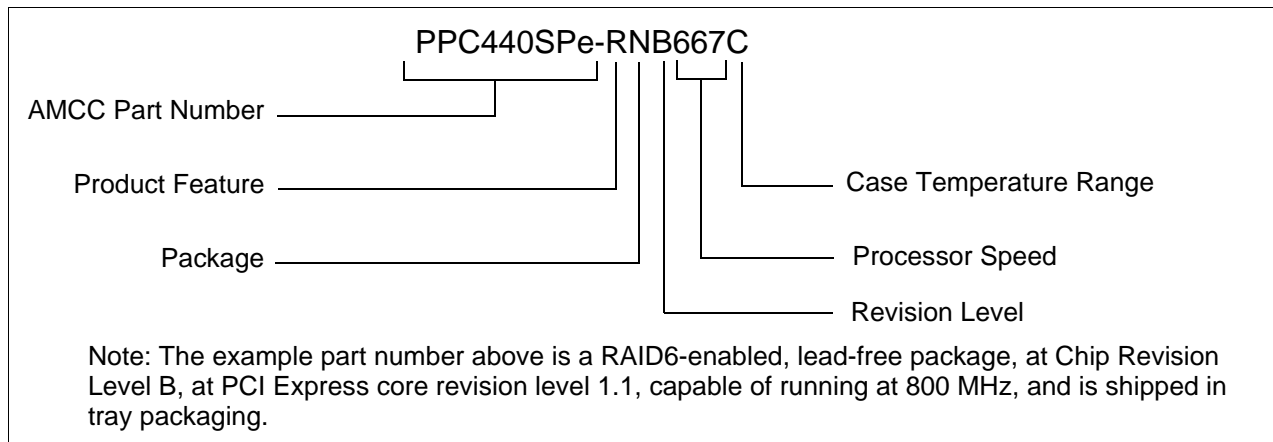 PPC440SPe-RNB667C
AMCC Part Number
Product Feature
Case Temperature Range
Package
Processor Speed
Revision Level
Note: The example part number above is a RAID6-enabled, lead-free package, at Chip Revision
Level B, at PCI Express core revision level 1.1, capable of running at 800 MHz, and is shipped in
tray packaging.